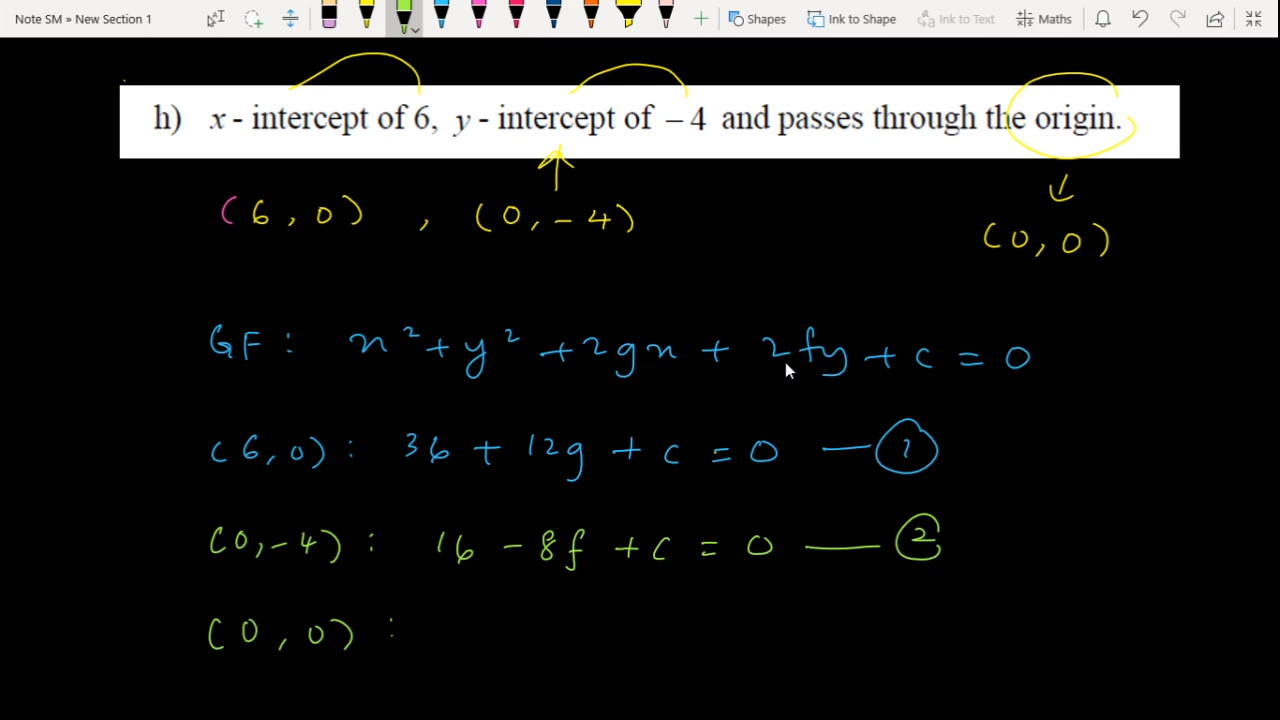 Note SM » New Section 1
Shapes
Ink to Shape
Ink to Text
Maths
h) x - intercept of 6, y - intercept of – 4 and passes through the origin.
(6, 0) , (0, -4)
(0, 0)
GF : x² + y² + 2gx + 2fy + c = 0
(6, 0) : 36 + 12g + c = 0 — 1
(0, -4) : 16 - 8f + c = 0 — 2
(0, 0) :